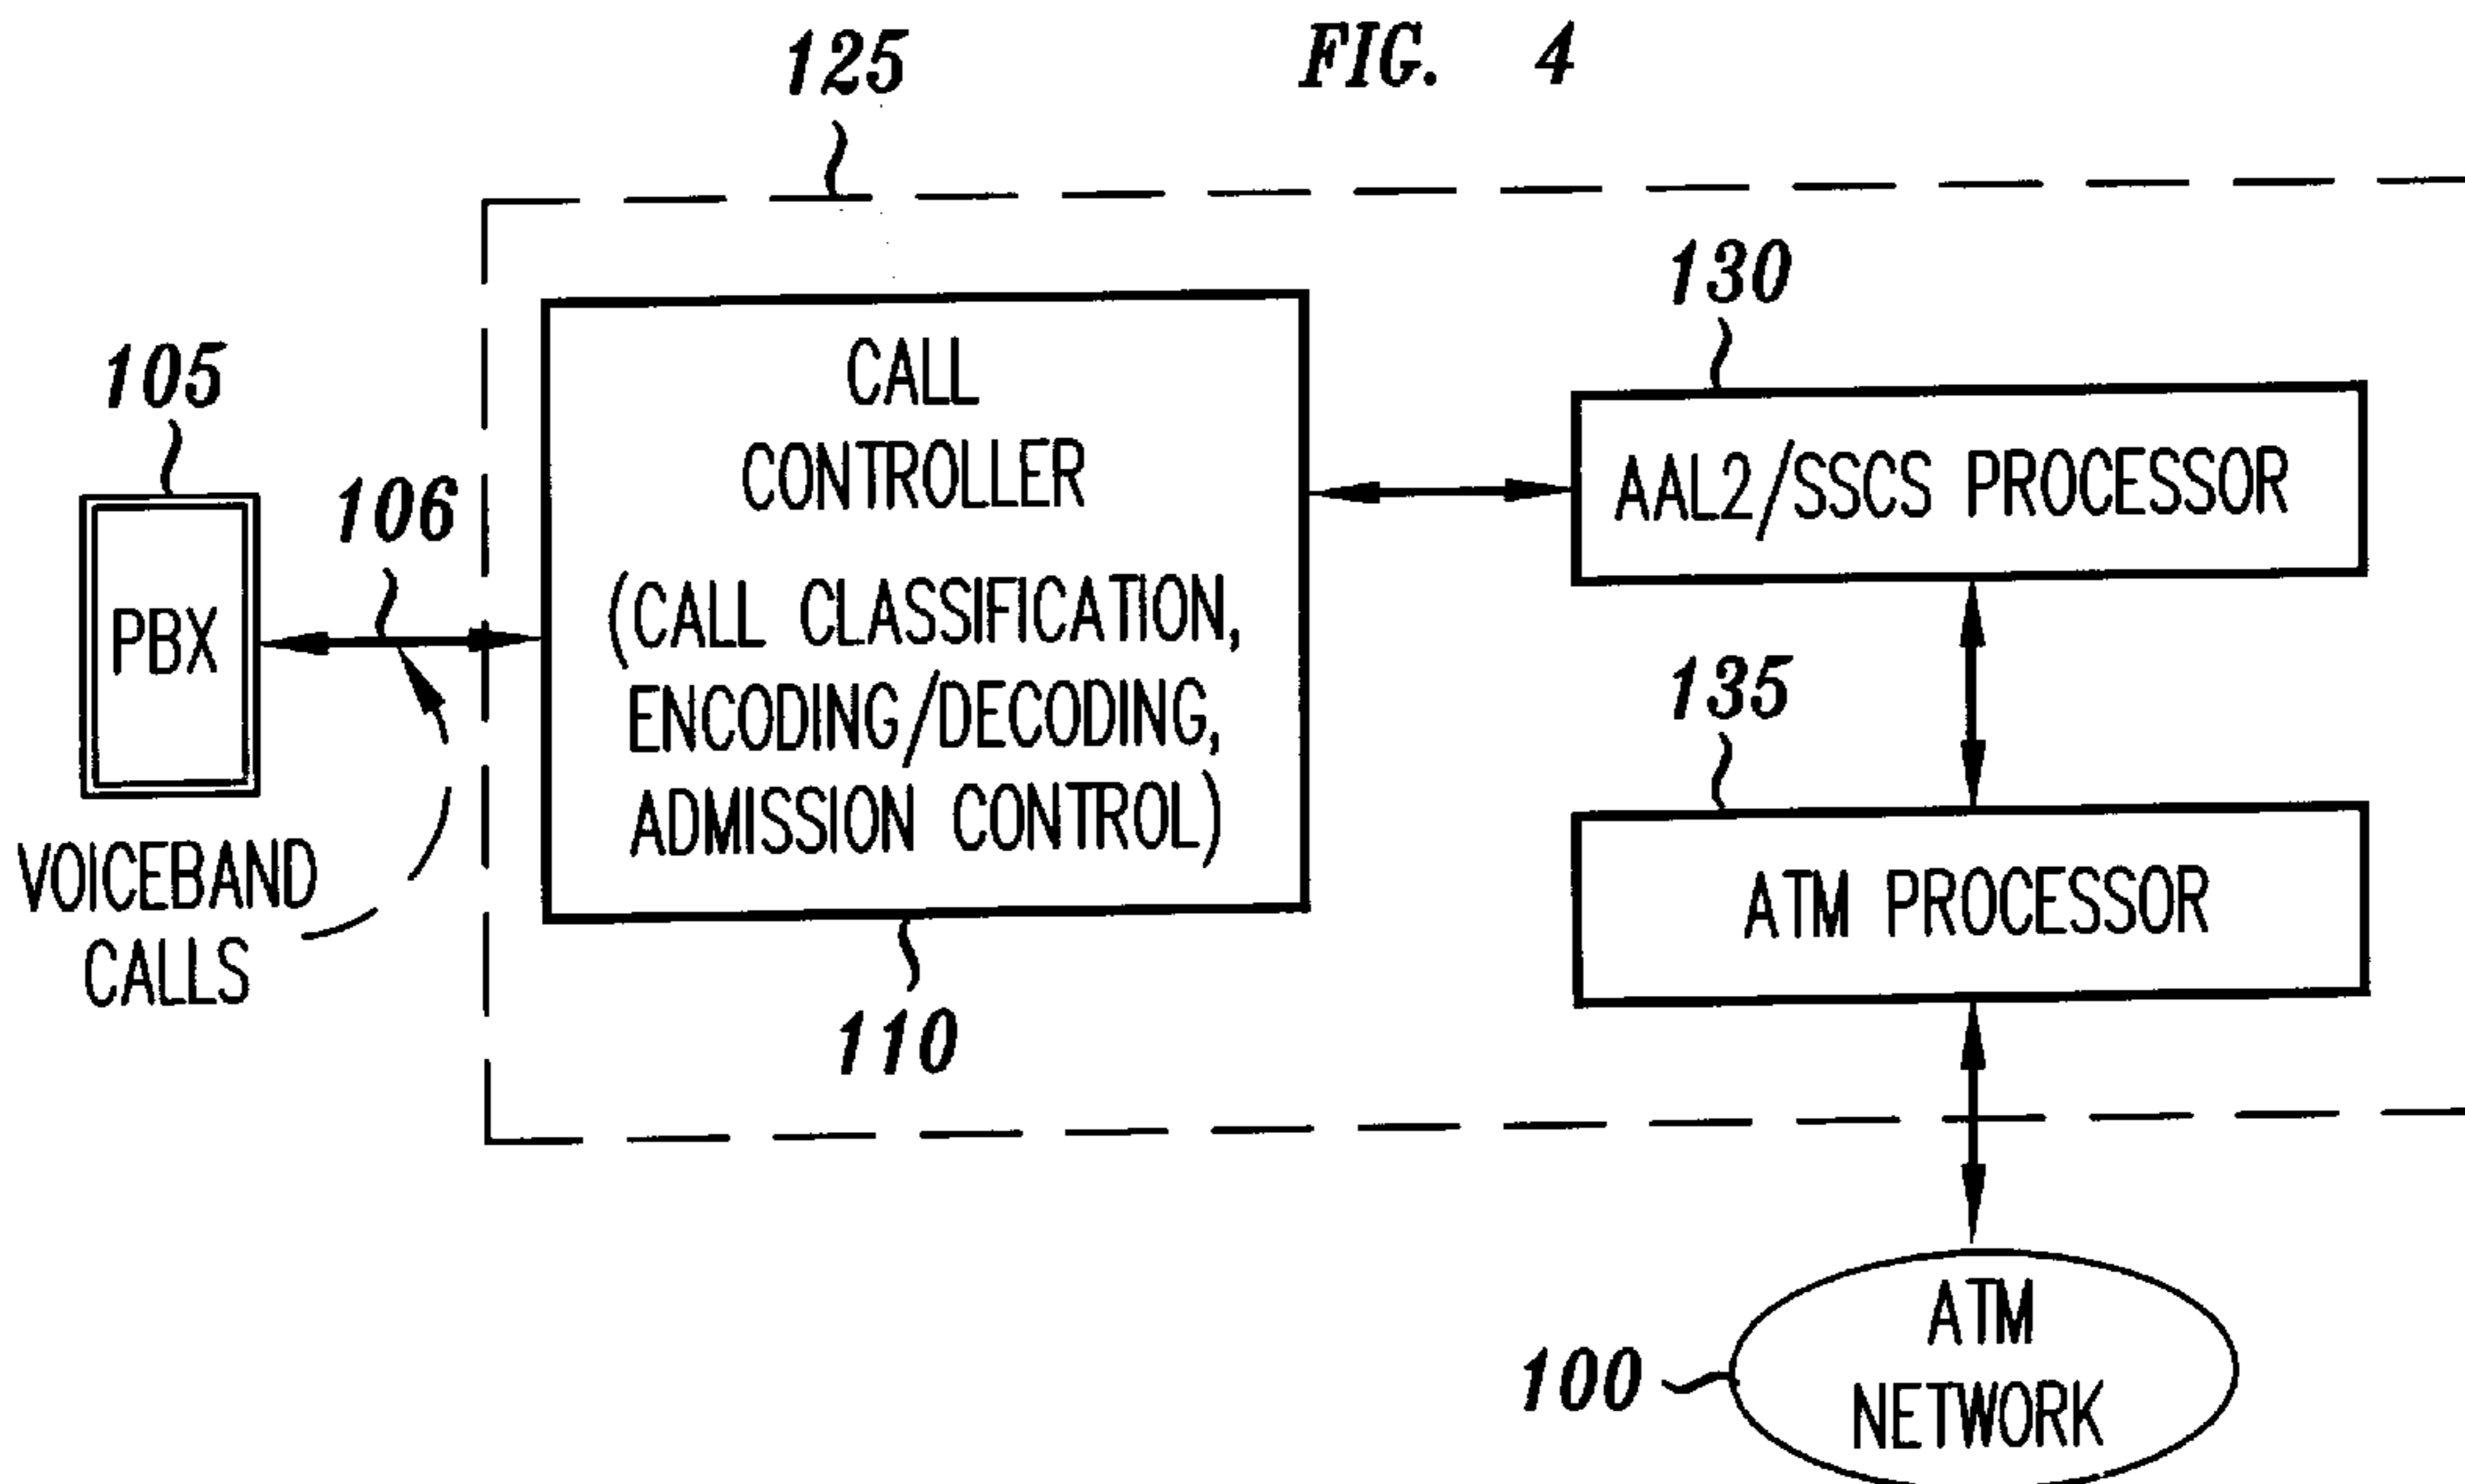 FIG. 4
125
130
105
106
PBX
CALL
CONTROLLER
(CALL CLASSIFICATION,
ENCODING/DECODING,
ADMISSION CONTROL)
AAL2/SSCS PROCESSOR
135
ATM PROCESSOR
VOICEBAND
CALLS
110
100
ATM
NETWORK